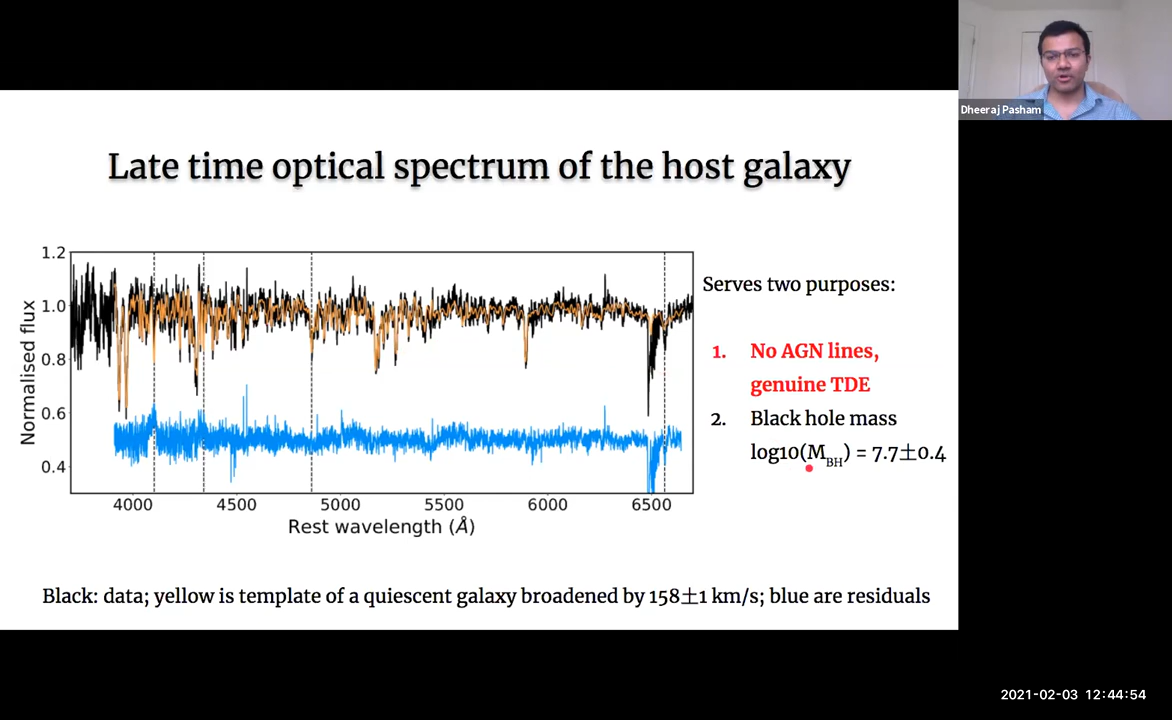 Dheeraj Pasham
Late time optical spectrum of the host galaxy
1.2
1.0
0.8
0.6
0.4
Normalised flux
4000 4500 5000 5500 6000 6500
Rest wavelength (Å)
Serves two purposes:
1. No AGN lines,
genuine TDE
2. Black hole mass
log10(M_BH) = 7.7±0.4
Black: data; yellow is template of a quiescent galaxy broadened by 158±1 km/s; blue are residuals
2021-02-03 12:44:54